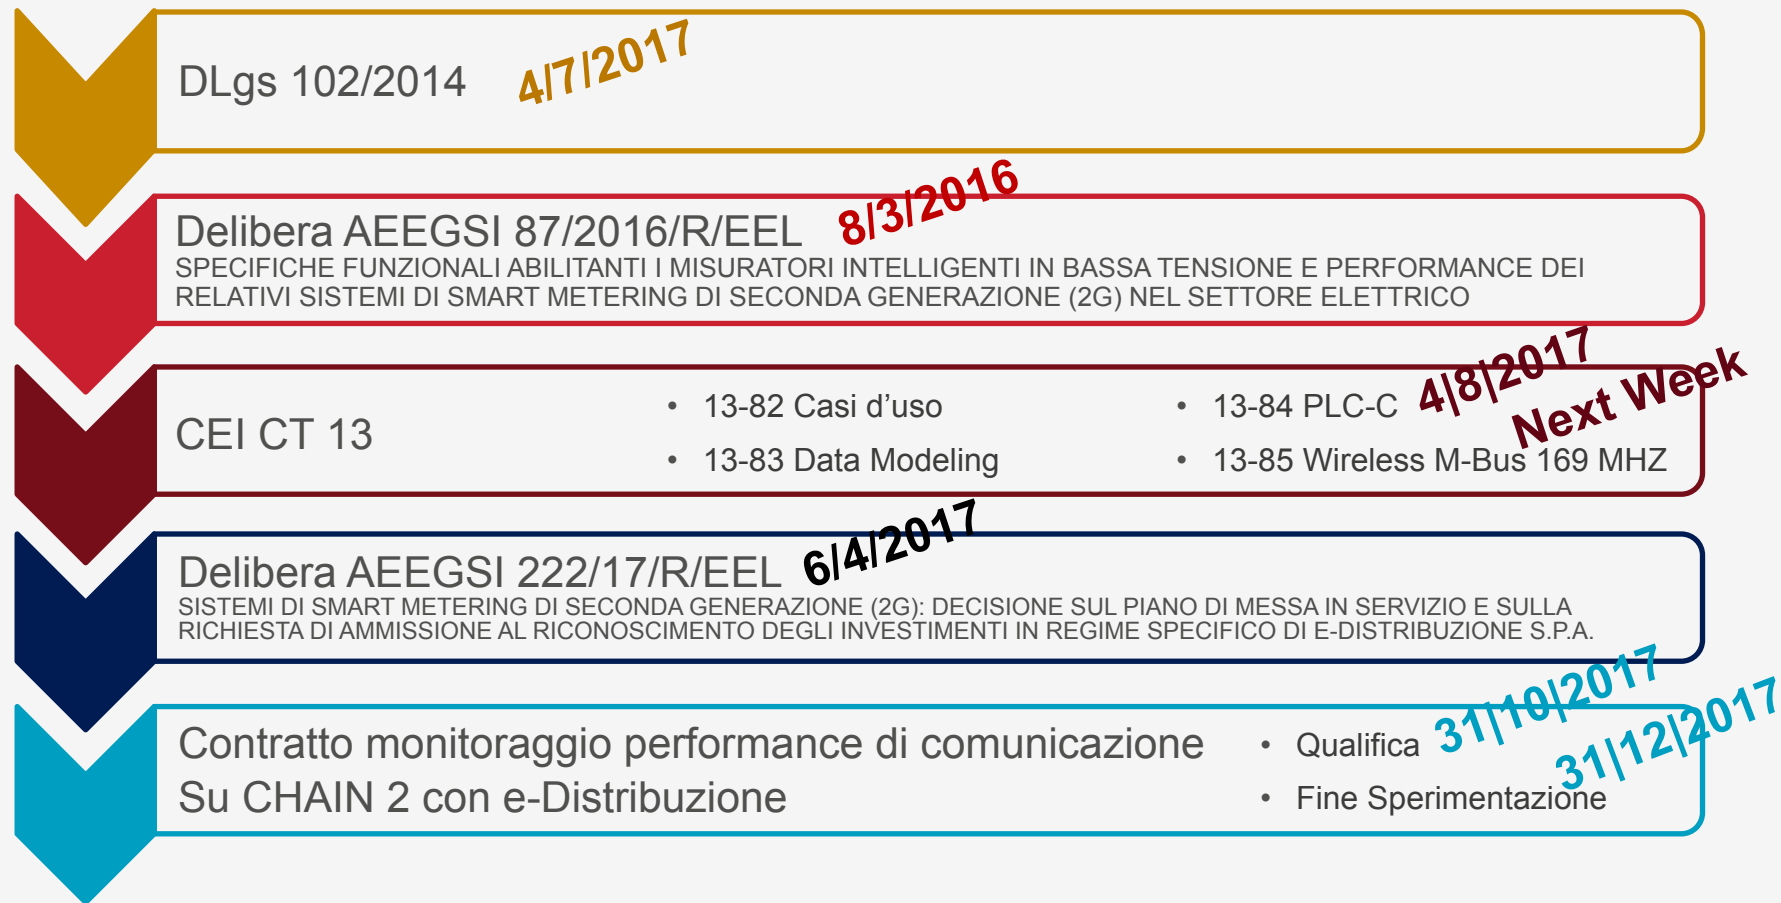 DLgs 102/2014 4/7/2017
Delibera AEEGSI 87/2016/R/EEL 8/3/2016
SPECIFICHE FUNZIONALI ABILITANTI I MISURATORI INTELLIGENTI IN BASSA TENSIONE E PERFORMANCE DEI
RELATIVI SISTEMI DI SMART METERING DI SECONDA GENERAZIONE (2G) NEL SETTORE ELETTRICO
CEI CT 13
• 13-82 Casi d’uso
• 13-83 Data Modeling
• 13-84 PLC-C 4|8|2017
Next Week
• 13-85 Wireless M-Bus 169 MHZ
Delibera AEEGSI 222/17/R/EEL 6/4/2017
SISTEMI DI SMART METERING DI SECONDA GENERAZIONE (2G): DECISIONE SUL PIANO DI MESSA IN SERVIZIO E SULLA
RICHIESTA DI AMMISSIONE AL RICONOSCIMENTO DEGLI INVESTIMENTI IN REGIME SPECIFICO DI E-DISTRIBUZIONE S.P.A.
Contratto monitoraggio performance di comunicazione
Su CHAIN 2 con e-Distribuzione
• Qualifica 31|10|2017
• Fine Sperimentazione 31|12|2017